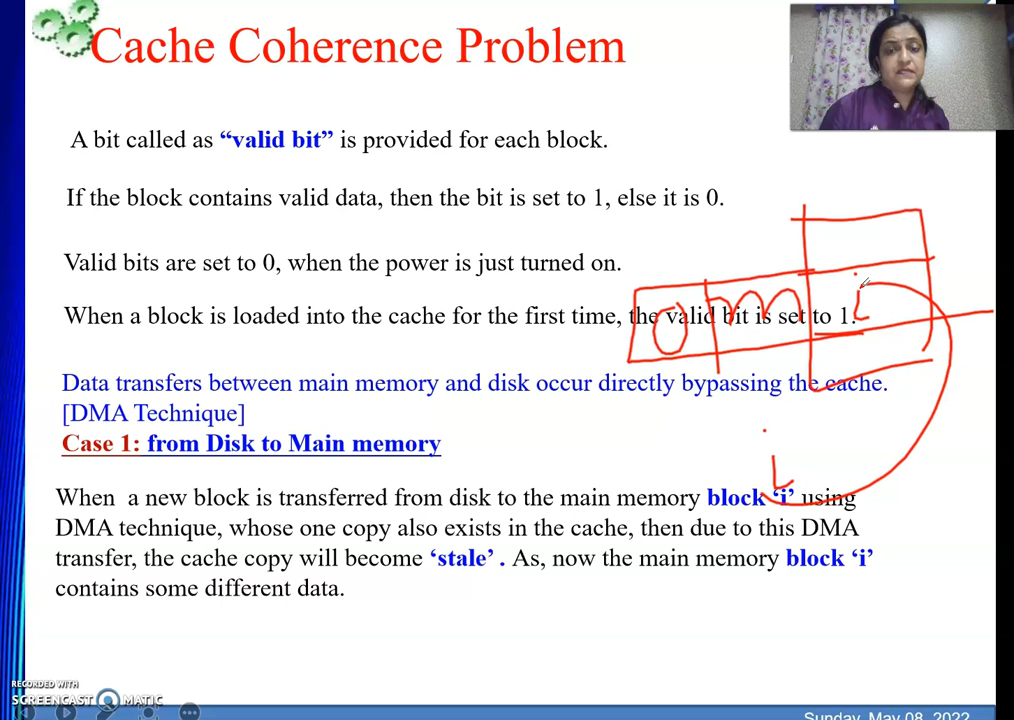 Cache Coherence Problem
A bit called as “valid bit” is provided for each block.
If the block contains valid data, then the bit is set to 1, else it is 0.
Valid bits are set to 0, when the power is just turned on.
When a block is loaded into the cache for the first time, the valid bit is set to 1.
0 m i
Data transfers between main memory and disk occur directly bypassing the cache.
[DMA Technique]
Case 1: from Disk to Main memory
i
When a new block is transferred from disk to the main memory block ‘i’ using
DMA technique, whose one copy also exists in the cache, then due to this DMA
transfer, the cache copy will become ‘stale’ . As, now the main memory block ‘i’
contains some different data.
RECORDED WITH
SCREENCAST MATIC
Sunday, May 08, 2022